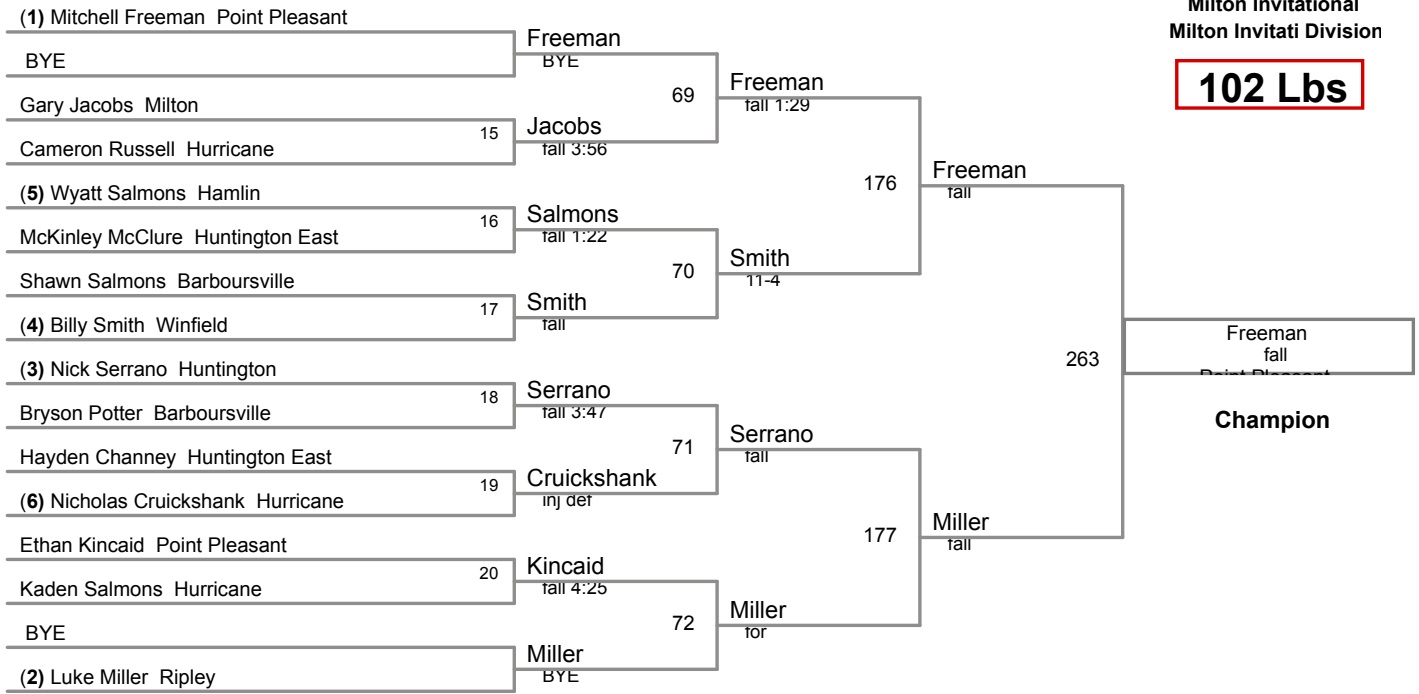 Milton Invitational
Milton Invitati Division
102 Lbs
(1) Mitchell Freeman Point Pleasant
BYE
Gary Jacobs Milton
Cameron Russell Hurricane
(5) Wyatt Salmons Hamlin
McKinley McClure Huntington East
Shawn Salmons Barboursville
(4) Billy Smith Winfield
(3) Nick Serrano Huntington
Bryson Potter Barboursville
Hayden Channey Huntington East
(6) Nicholas Cruickshank Hurricane
Ethan Kincaid Point Pleasant
Kaden Salmons Hurricane
BYE
(2) Luke Miller Ripley
15
16
17
18
19
20
Freeman
BYE
Jacobs
fall 3:56
Salmons
fall 1:22
Smith
fall
Serrano
fall 3:47
Cruickshank
inj def
Kincaid
fall 4:25
Miller
BYE
69
70
71
72
Freeman
fall 1:29
Smith
11-4
Serrano
fall
Miller
for
176
177
Freeman
fall
Miller
fall
263
Freeman
fall
Point Pleasant
Champion